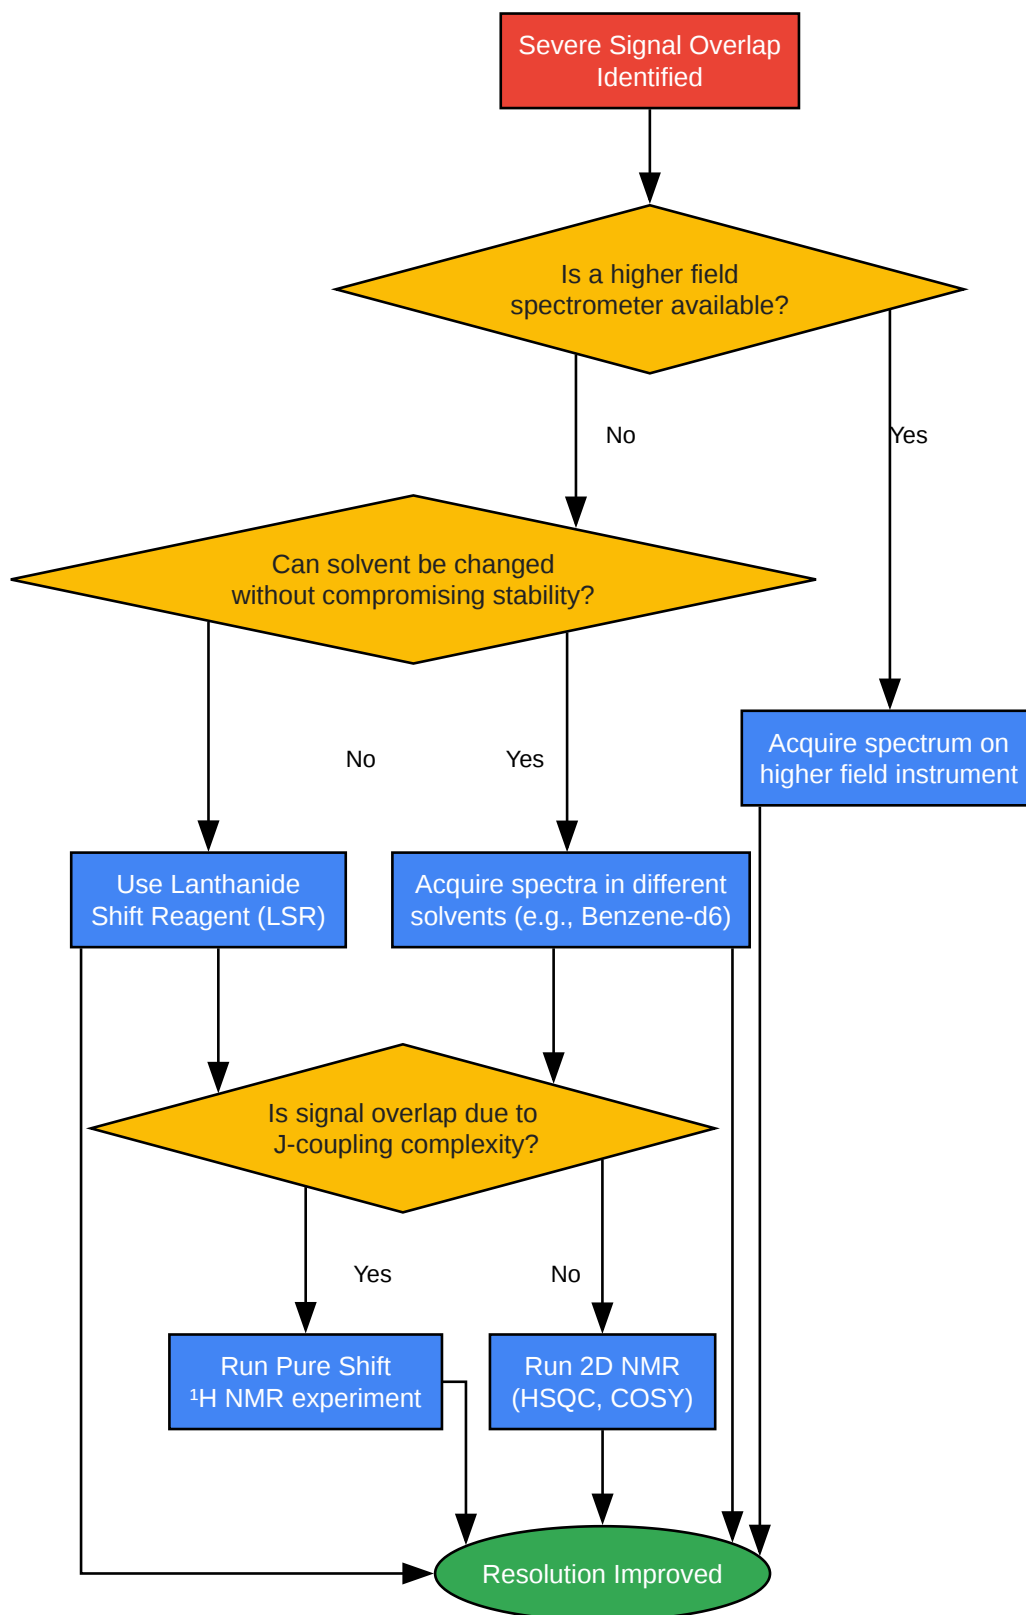 Severe Signal Overlap
Identified
Is a higher field
spectrometer available?
No
Yes
Can solvent be changed
without compromising stability?
No
Yes
Acquire spectrum on
higher field instrument
Use Lanthanide
Shift Reagent (LSR)
Acquire spectra in different
solvents (e.g., Benzene-d6)
Is signal overlap due to
J-coupling complexity?
Yes
No
Run Pure Shift
¹H NMR experiment
Run 2D NMR
(HSQC, COSY)
Resolution Improved